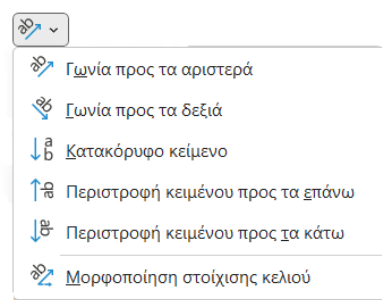 Γωνία προς τα αριστερά
Γωνία προς τα δεξιά
Κατακόρυφο κείμενο
Περιστροφή κειμένου προς τα επάνω
Περιστροφή κειμένου προς τα κάτω
Μορφοποίηση στοίχισης κελιού